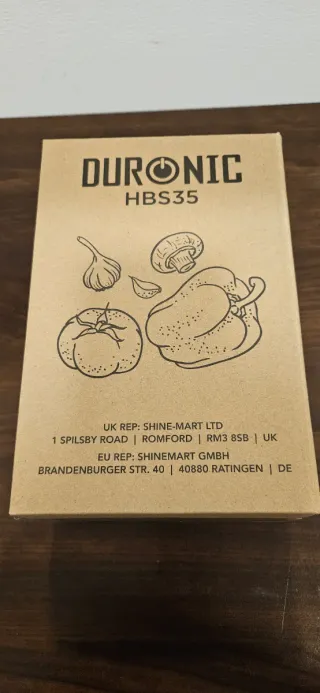 DURONIC
HBS35
UK REP: SHINE-MART LTD
1 SPILSBY ROAD | ROMFORD | RM3 8SB | UK
EU REP: SHINEMART GMBH
BRANDENBURGER STR. 40 | 40880 RATINGEN | DE